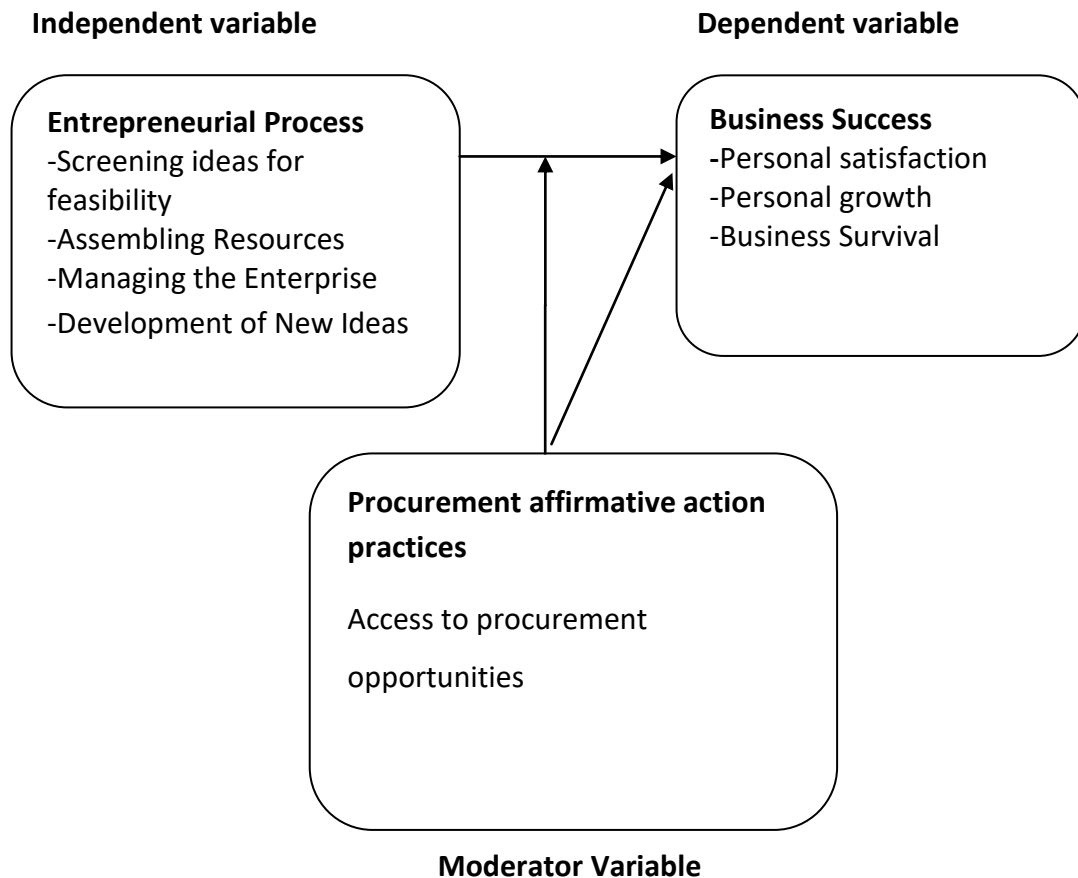 Independent variable
Dependent variable
Entrepreneurial Process
-Screening ideas for
feasibility
-Assembling Resources
-Managing the Enterprise
-Development of New Ideas
Business Success
-Personal satisfaction
-Personal growth
-Business Survival
Procurement affirmative action
practices
Access to procurement
opportunities
Moderator Variable